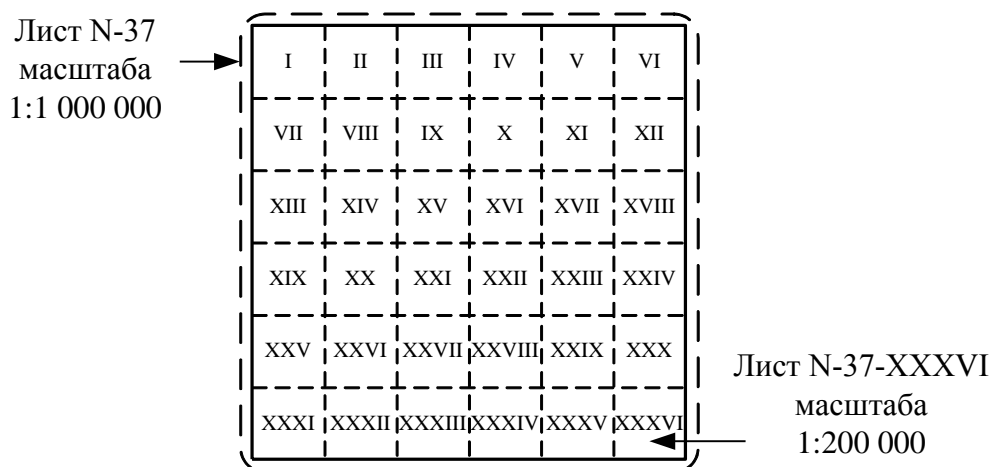 Лист N-37
масштаба
1:1 000 000
I II III IV V VI
VII VIII IX X XI XII
XIII XIV XV XVI XVII XVIII
XIX XX XXI XXII XXIII XXIV
XXV XXVI XXVII XXVIII XXIX XXX
XXXI XXXII XXXIII XXXIV XXXV XXXVI
Лист N-37-XXXVI
масштаба
1:200 000